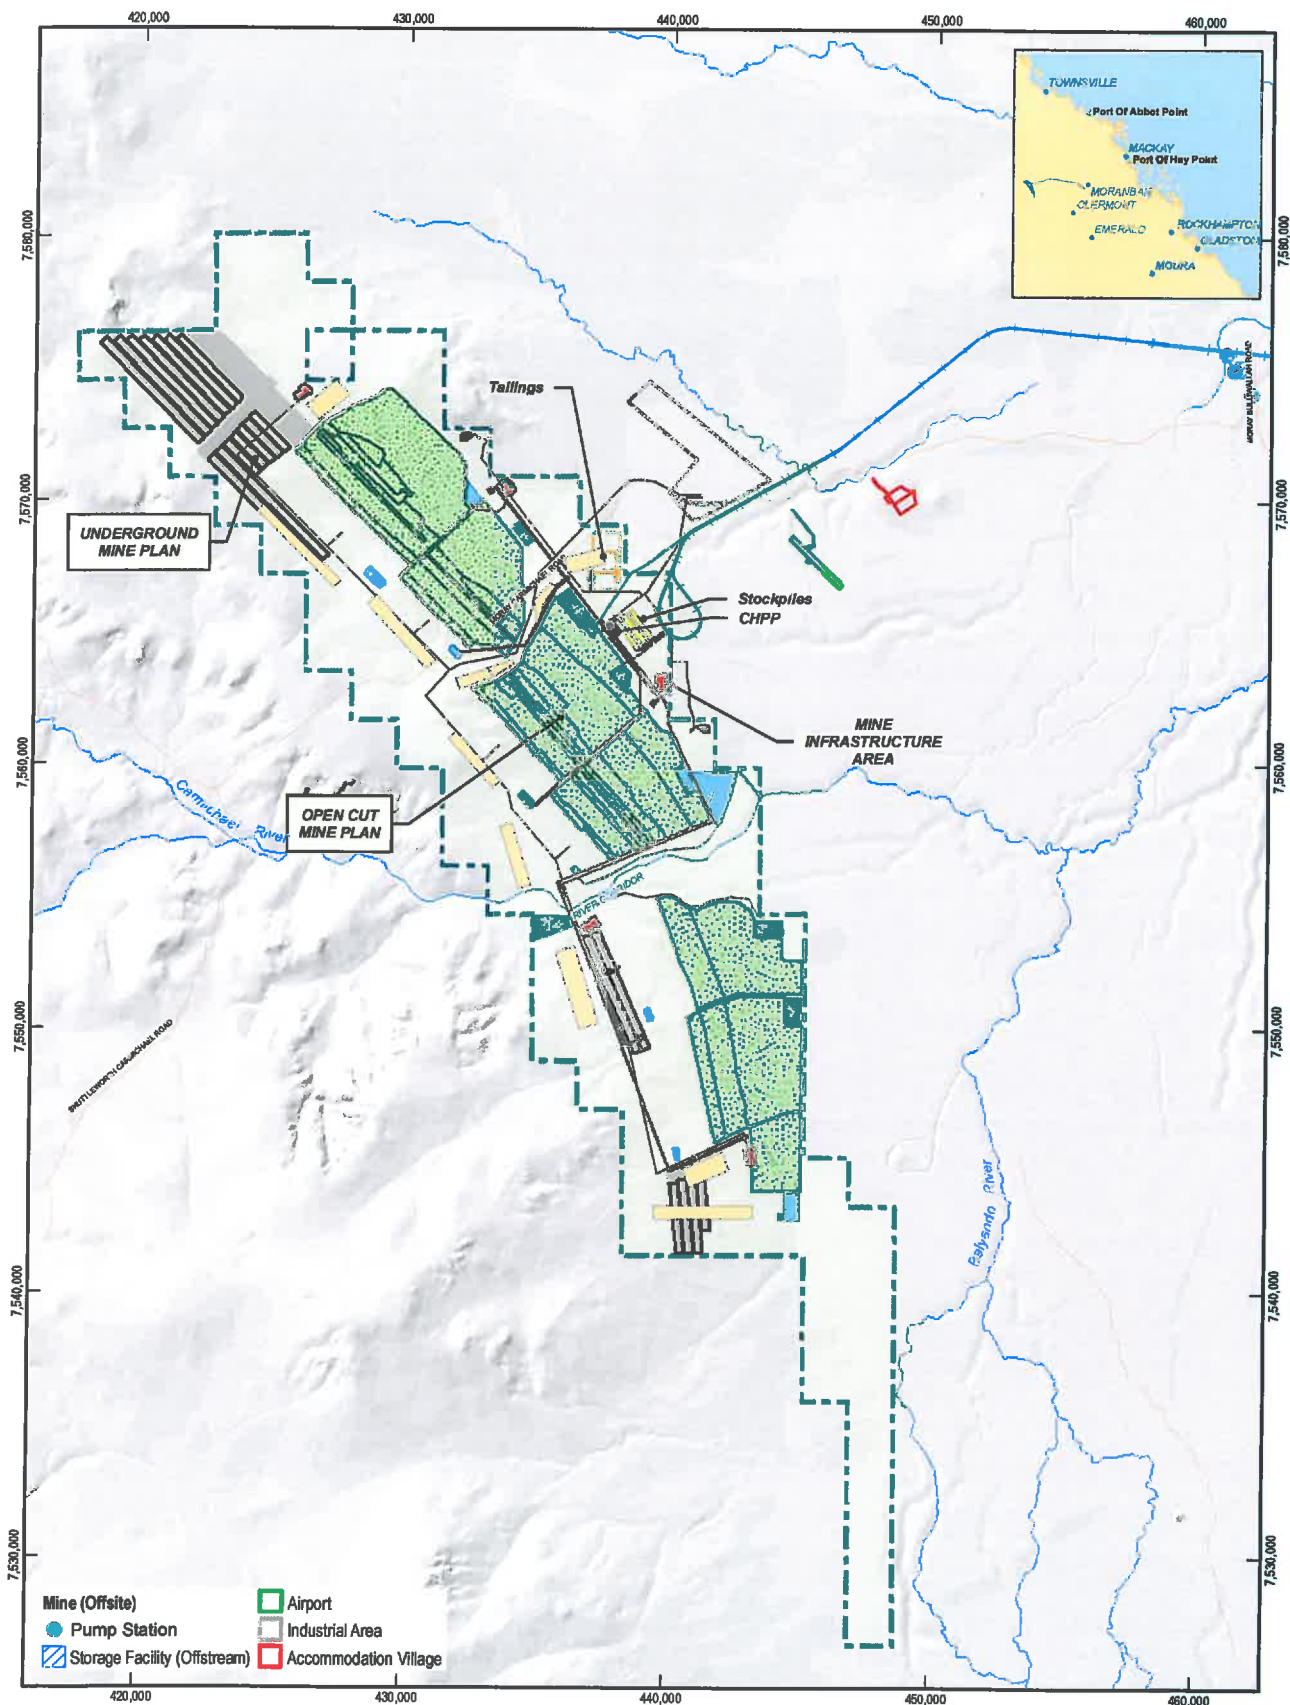 420,000
430,000
440,000
450,000
460,000
TOWNSVILLE
Port Of Abbot Point
MACKAY
Port Of Hay Point
MORANBAH
CLERMONT
EMERALD
ROCKHAMPTON
GLADSTON
MOURA
7,580,000
7,580,000
Tailings
7,570,000
7,570,000
UNDERGROUND
MINE PLAN
Stockpiles
CHPP
MINE
INFRASTRUCTURE
AREA
7,560,000
7,560,000
Carmichael River
OPEN CUT
MINE PLAN
RIVER CORRIDOR
7,550,000
7,550,000
SHUTTLEWORTH CARMICHAEL ROAD
Belyando River
7,540,000
7,540,000
7,530,000
7,530,000
Mine (Offsite)
Pump Station
Storage Facility (Offstream)
Airport
Industrial Area
Accommodation Village
420,000
430,000
440,000
450,000
460,000